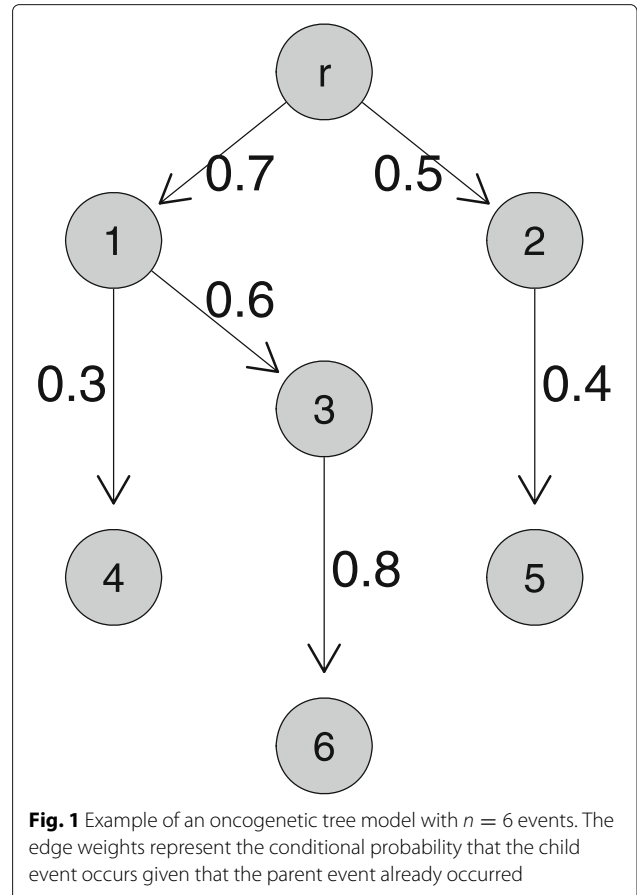 r
0.7 0.5
1 2
0.6
0.3 0.4
3
0.8
4 5
6
Fig. 1 Example of an oncogenetic tree model with n = 6 events. The
edge weights represent the conditional probability that the child
event occurs given that the parent event already occurred